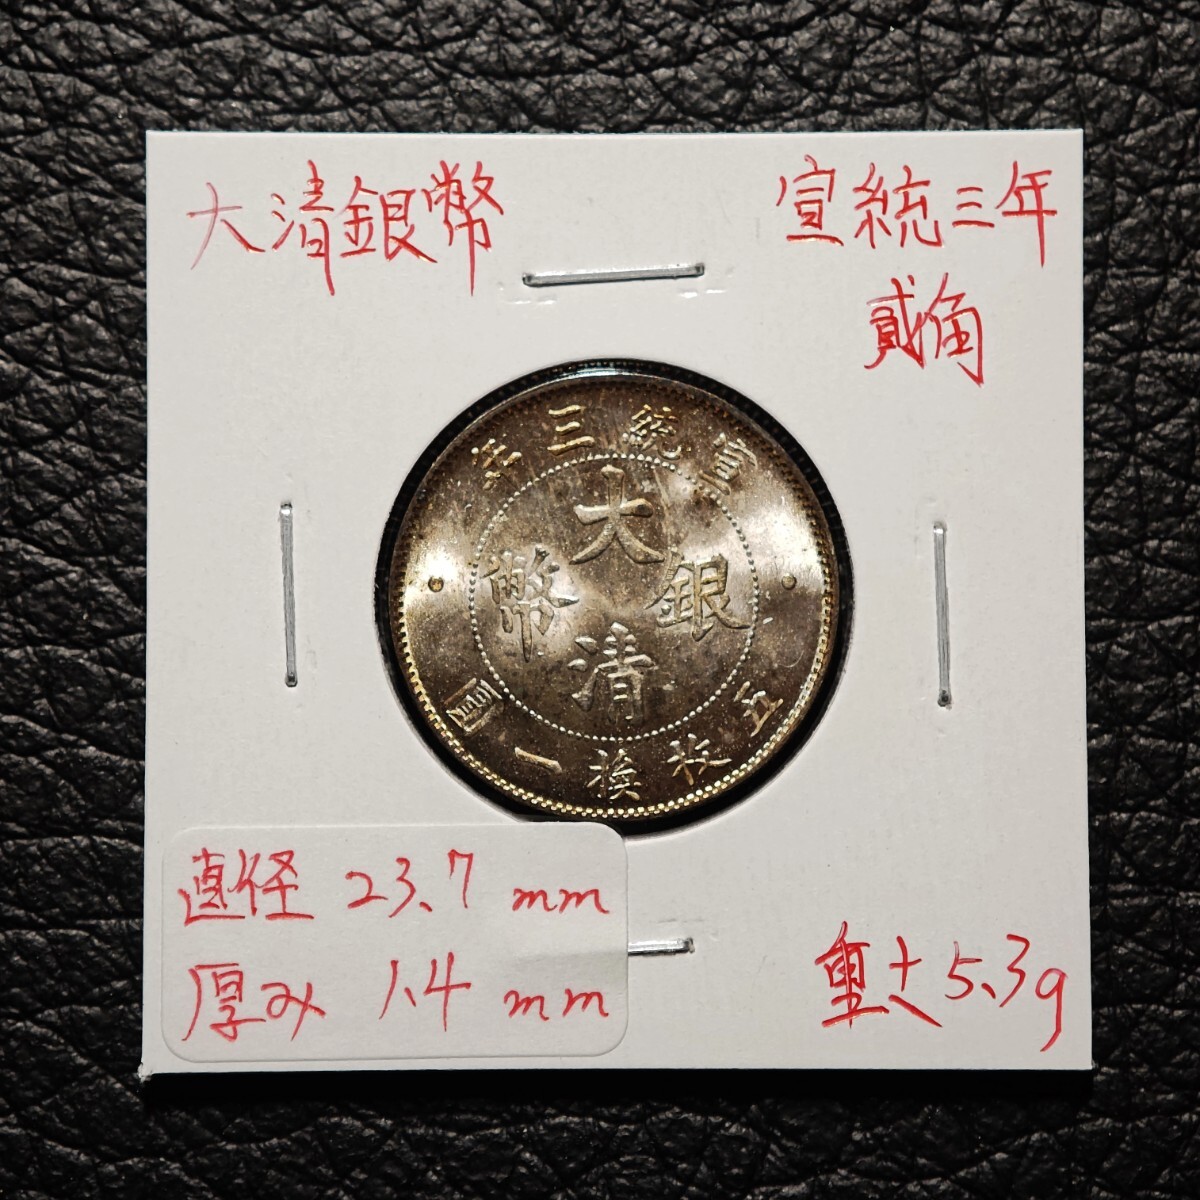 大清銀幣
宣統三年
貳角
宣統三年
大清銀幣
五枚換一圓
直径 23.7 mm
厚み 1.4 mm
重さ 5.3g